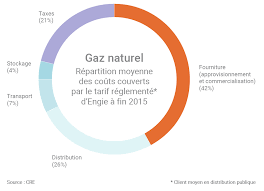 Taxes
(21%)
Stockage
(4%)
Transport
(7%)
Distribution
(26%)
Gaz naturel
Répartition moyenne
des coûts couverts
par le tarif réglementé*
d'Engie à fin 2015
Fourniture
(approvisionnement
et commercialisation)
(42%)
Source : CRE
* Client moyen en distribution publique